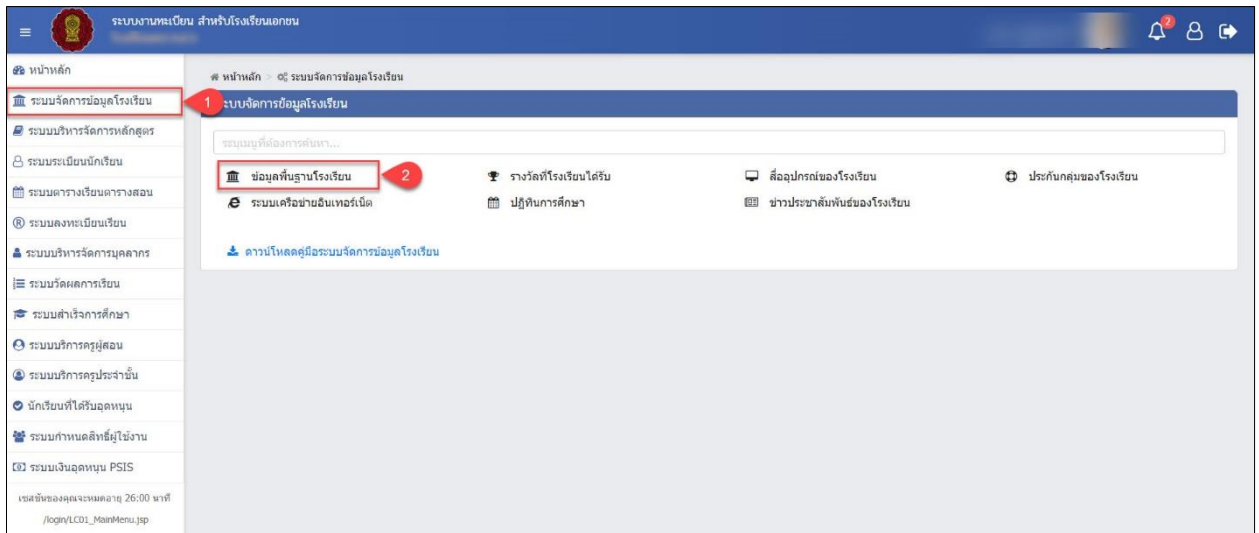 ระบบงานทะเบียน สำหรับโรงเรียนเอกชน
2
หน้าหลัก
ระบบจัดการข้อมูลโรงเรียน
ระบบบริหารจัดการหลักสูตร
ระบบระเบียนนักเรียน
ระบบตารางเรียนตารางสอน
ระบบลงทะเบียนเรียน
ระบบบริหารจัดการบุคลากร
ระบบวัดผลการเรียน
ระบบสำเร็จการศึกษา
ระบบบริการครูผู้สอน
ระบบบริการครูประจำชั้น
นักเรียนที่ได้รับอุดหนุน
ระบบกำหนดสิทธิ์ผู้ใช้งาน
ระบบเงินอุดหนุน PSIS
เซสชันของคุณจะหมดอายุ 26:00 นาที
/login/LC01_MainMenu.jsp
หน้าหลัก > ระบบจัดการข้อมูลโรงเรียน
1
ระบบจัดการข้อมูลโรงเรียน
ระบุเมนูที่ต้องการค้นหา...
ข้อมูลพื้นฐานโรงเรียน 2 รางวัลที่โรงเรียนได้รับ สื่ออุปกรณ์ของโรงเรียน ประกันกลุ่มของโรงเรียน
ระบบเครือข่ายอินเทอร์เน็ต ปฏิทินการศึกษา ข่าวประชาสัมพันธ์ของโรงเรียน
ดาวน์โหลดคู่มือระบบจัดการข้อมูลโรงเรียน